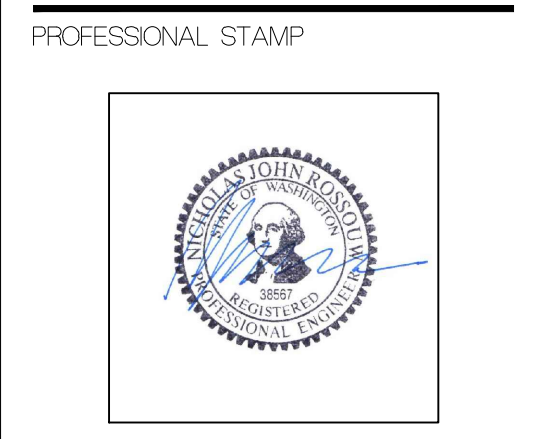 PROFESSIONAL STAMP
NICHOLAS JOHN ROSSOUW
STATE OF WASHINGTON
38567
REGISTERED
PROFESSIONAL ENGINEER